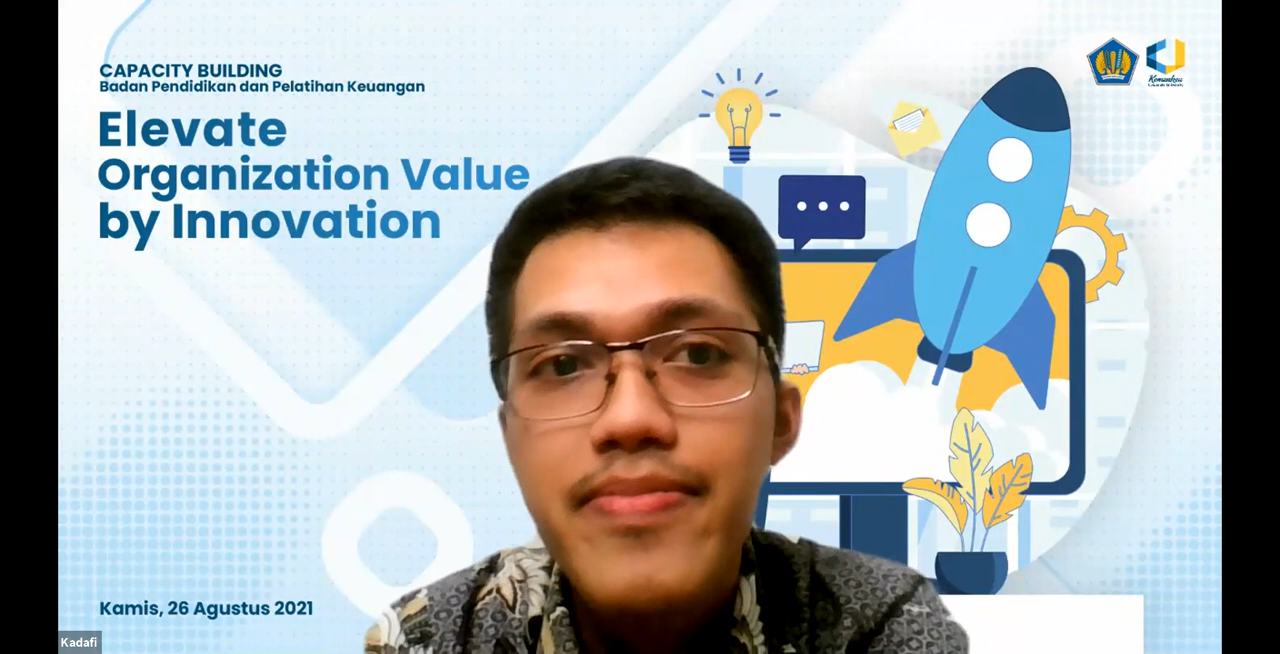 CAPACITY BUILDING
Badan Pendidikan dan Pelatihan Keuangan
Elevate
Organization Value
by Innovation
Kamis, 26 Agustus 2021
Kadafi